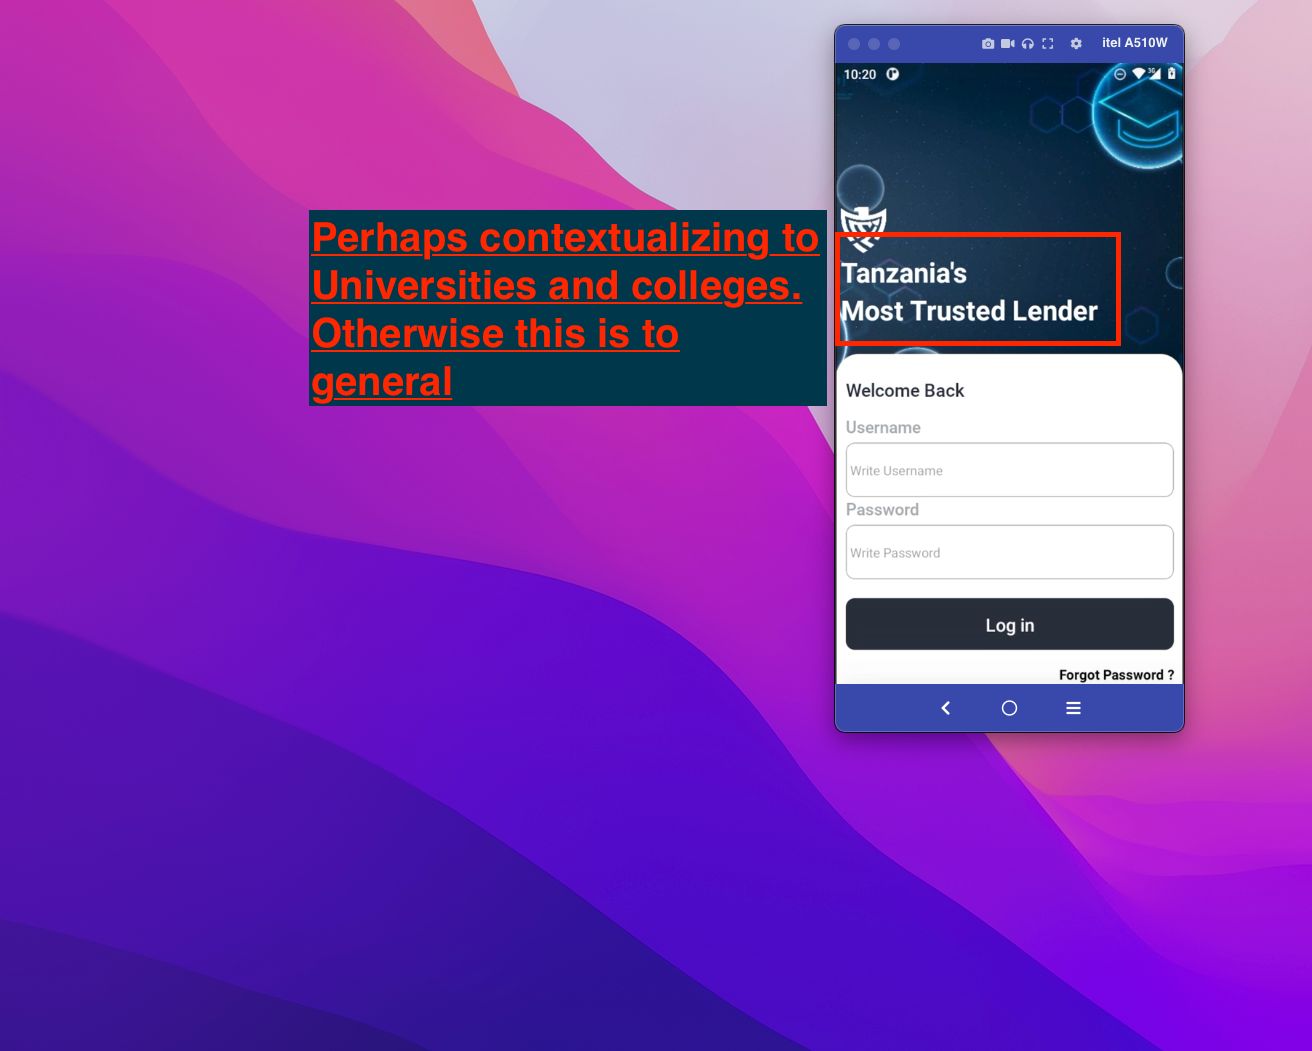 itel A510W
10:20
3G
Perhaps contextualizing to
Universities and colleges.
Otherwise this is to
general
Tanzania's
Most Trusted Lender
Welcome Back
Username
Write Username
Password
Write Password
Log in
Forgot Password ?